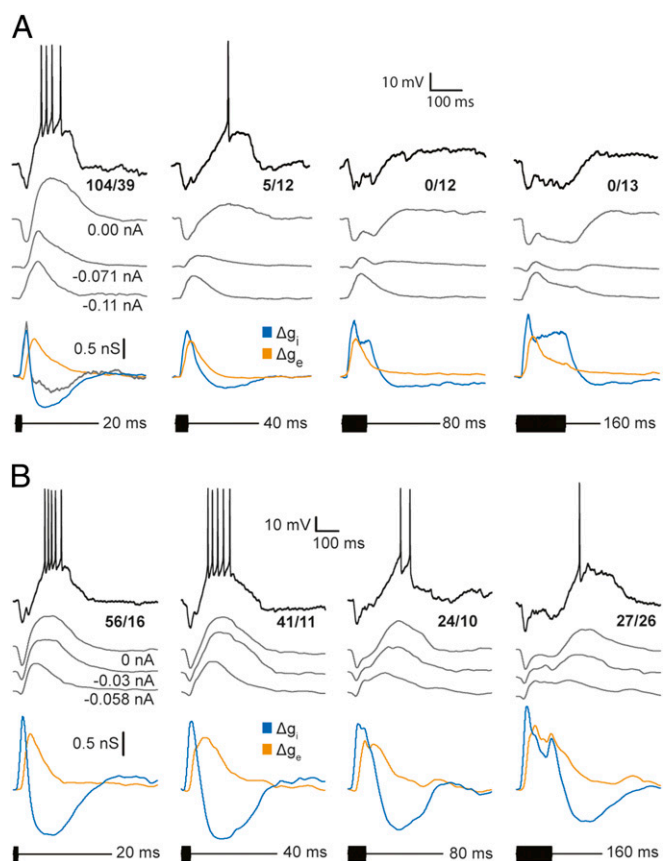 A
10 mV
100 ms
104/39
5/12
0/12
0/13
0.00 nA
-0.071 nA
-0.11 nA
0.5 nS
Δgi
Δge
20 ms
40 ms
80 ms
160 ms
B
10 mV
100 ms
56/16
41/11
24/10
27/26
0 nA
-0.03 nA
-0.058 nA
0.5 nS
Δgi
Δge
20 ms
40 ms
80 ms
160 ms